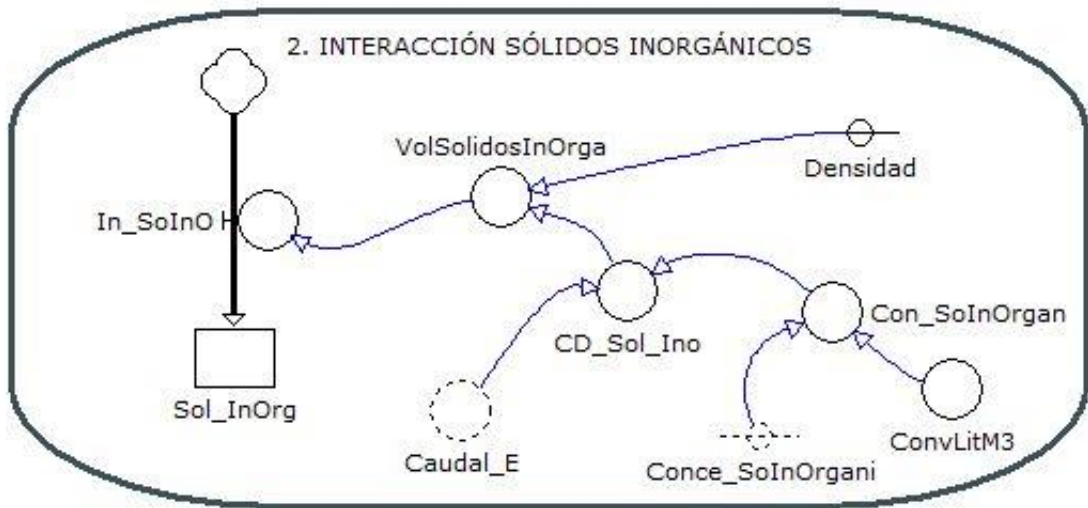 2. INTERACCIÓN SÓLIDOS INORGÁNICOS
VolSolidosInOrga
Densidad
In_SoInO
Con_SoInOrgan
CD_Sol_Ino
Sol_InOrg
Caudal_E
Conce_SoInOrgani
ConvLitM3